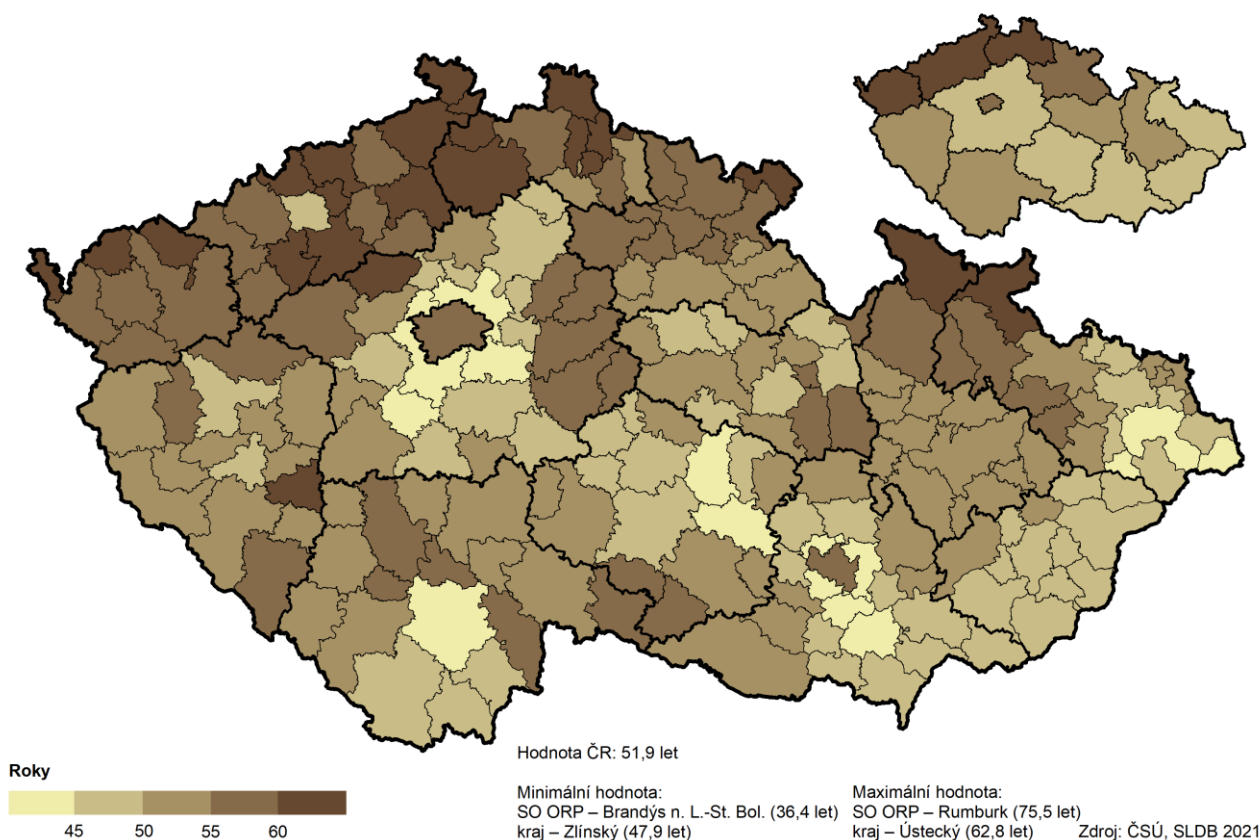 Hodnota ČR: 51,9 let
Roky
45 50 55 60
Minimální hodnota:
SO ORP – Brandýs n. L.-St. Bol. (36,4 let)
kraj – Zlínský (47,9 let)
Maximální hodnota:
SO ORP – Rumburk (75,5 let)
kraj – Ústecký (62,8 let)
Zdroj: ČSÚ, SLDB 2021